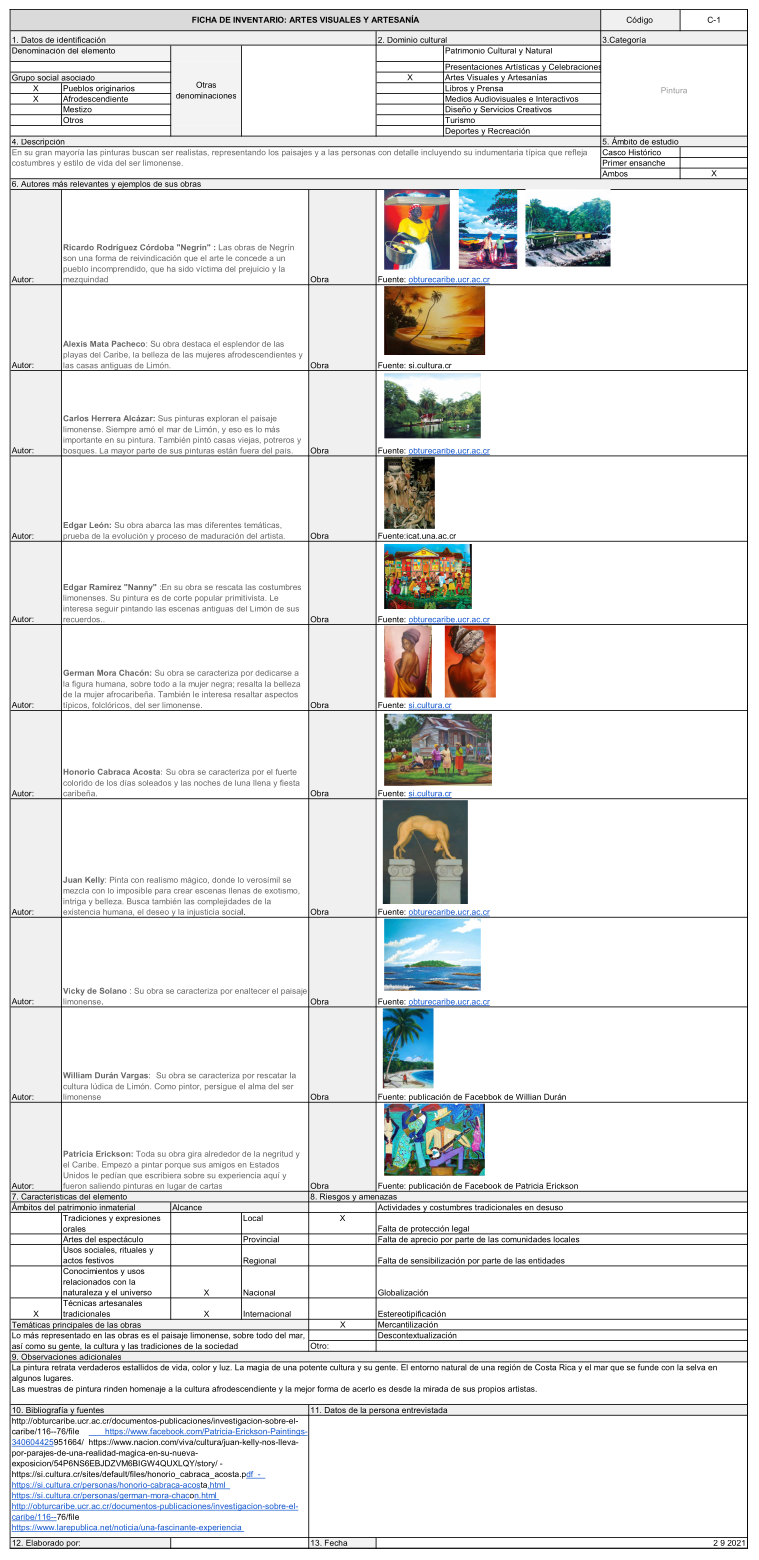 FICHA DE INVENTARIO: ARTES VISUALES Y ARTESANÍA
Código
C-1
1. Datos de identificación
2. Dominio cultural
3.Categoría
Denominación del elemento
Otras
denominaciones
Patrimonio Cultural y Natural
Pintura
Presentaciones Artísticas y Celebraciones
Grupo social asociado
X
Artes Visuales y Artesanías
X
Pueblos originarios
Libros y Prensa
X
Afrodescendiente
Medios Audiovisuales e Interactivos
Mestizo
Diseño y Servicios Creativos
Otros
Turismo
Deportes y Recreación
4. Descripción
5. Ámbito de estudio
En su gran mayoría las pinturas buscan ser realistas, representando los paisajes y a las personas con detalle incluyendo su indumentaria típica que refleja
costumbres y estilo de vida del ser limonense.
Casco Histórico
Primer ensanche
Ambos
X
6. Autores más relevantes y ejemplos de sus obras
Autor:
Ricardo Rodríguez Córdoba "Negrín" : Las obras de Negrín
son una forma de reivindicación que el arte le concede a un
pueblo incomprendido, que ha sido víctima del prejuicio y la
mezquindad
Obra
Fuente: obturecaribe.ucr.ac.cr
Autor:
Alexis Mata Pacheco: Su obra destaca el esplendor de las
playas del Caribe, la belleza de las mujeres afrodescendientes y
las casas antiguas de Limón.
Obra
Fuente: si.cultura.cr
Autor:
Carlos Herrera Alcázar: Sus pinturas exploran el paisaje
limonense. Siempre amó el mar de Limón, y eso es lo más
importante en su pintura. También pintó casas viejas, potreros y
bosques. La mayor parte de sus pinturas están fuera del país.
Obra
Fuente: obturecaribe.ucr.ac.cr
Autor:
Edgar León: Su obra abarca las mas diferentes temáticas,
prueba de la evolución y proceso de maduración del artista.
Obra
Fuente:icat.una.ac.cr
Autor:
Edgar Ramírez "Nanny" :En su obra se rescata las costumbres
limonenses. Su pintura es de corte popular primitivista. Le
interesa seguir pintando las escenas antiguas del Limón de sus
recuerdos..
Obra
Fuente: obturecaribe.ucr.ac.cr
Autor:
German Mora Chacón: Su obra se caracteriza por dedicarse a
la figura humana, sobre todo a la mujer negra; resalta la belleza
de la mujer afrocaribeña. También le interesa resaltar aspectos
típicos, folclóricos, del ser limonense.
Obra
Fuente: si.cultura.cr
Autor:
Honorio Cabraca Acosta: Su obra se caracteriza por el fuerte
colorido de los días soleados y las noches de luna llena y fiesta
caribeña.
Obra
Fuente: si.cultura.cr
Autor:
Juan Kelly: Pinta con realismo mágico, donde lo verosímil se
mezcla con lo imposible para crear escenas llenas de exotismo,
intriga y belleza. Busca también las complejidades de la
existencia humana, el deseo y la injusticia social.
Obra
Fuente: obturecaribe.ucr.ac.cr
Autor:
Vicky de Solano : Su obra se caracteriza por enaltecer el paisaje
limonense.
Obra
Fuente: obturecaribe.ucr.ac.cr
Autor:
William Durán Vargas: Su obra se caracteriza por rescatar la
cultura lúdica de Limón. Como pintor, persigue el alma del ser
limonense
Obra
Fuente: publicación de Facebbok de Willian Durán
Autor:
Patricia Erickson: Toda su obra gira alrededor de la negritud y
el Caribe. Empezó a pintar porque sus amigos en Estados
Unidos le pedían que escribiera sobre su experiencia aquí y
fueron saliendo pinturas en lugar de cartas
Obra
Fuente: publicación de Facebook de Patricia Erickson
7. Características del elemento
8. Riesgos y amenazas
Ámbitos del patrimonio inmaterial
Alcance
Actividades y costumbres tradicionales en desuso
Tradiciones y expresiones
orales
Local
X
Falta de protección legal
Artes del espectáculo
Provincial
Falta de aprecio por parte de las comunidades locales
Usos sociales, rituales y
actos festivos
Regional
Falta de sensibilización por parte de las entidades
Conocimientos y usos
relacionados con la
naturaleza y el universo
X
Nacional
Globalización
X
Técnicas artesanales
tradicionales
X
Internacional
Estereotipificación
Temáticas principales de las obras
X
Mercantilización
Lo más representado en las obras es el paisaje limonense, sobre todo del mar,
así como su gente, la cultura y las tradiciones de la sociedad
Descontextualización
Otro:
9. Observaciones adicionales
La pintura retrata verdaderos estallidos de vida, color y luz. La magia de una potente cultura y su gente. El entorno natural de una región de Costa Rica y el mar que se funde con la selva en
algunos lugares.
Las muestras de pintura rinden homenaje a la cultura afrodescendiente y la mejor forma de acerlo es desde la mirada de sus propios artistas.
10. Bibliografía y fuentes
11. Datos de la persona entrevistada
http://obturcaribe.ucr.ac.cr/documentos-publicaciones/investigacion-sobre-el-
caribe/116--76/file https://www.facebook.com/Patricia-Erickson-Paintings-
340604425951664/ https://www.nacion.com/viva/cultura/juan-kelly-nos-lleva-
por-parajes-de-una-realidad-magica-en-su-nueva-
exposicion/54P6NS6EBJDZVM6BIGW4QUXLQY/story/ -
https://si.cultura.cr/sites/default/files/honorio_cabraca_acosta.pdf -
https://si.cultura.cr/personas/honorio-cabraca-acosta.html
https://si.cultura.cr/personas/german-mora-chacon.html
http://obturcaribe.ucr.ac.cr/documentos-publicaciones/investigacion-sobre-el-
caribe/116--76/file
https://www.larepublica.net/noticia/una-fascinante-experiencia
12. Elaborado por:
13. Fecha
2 9 2021